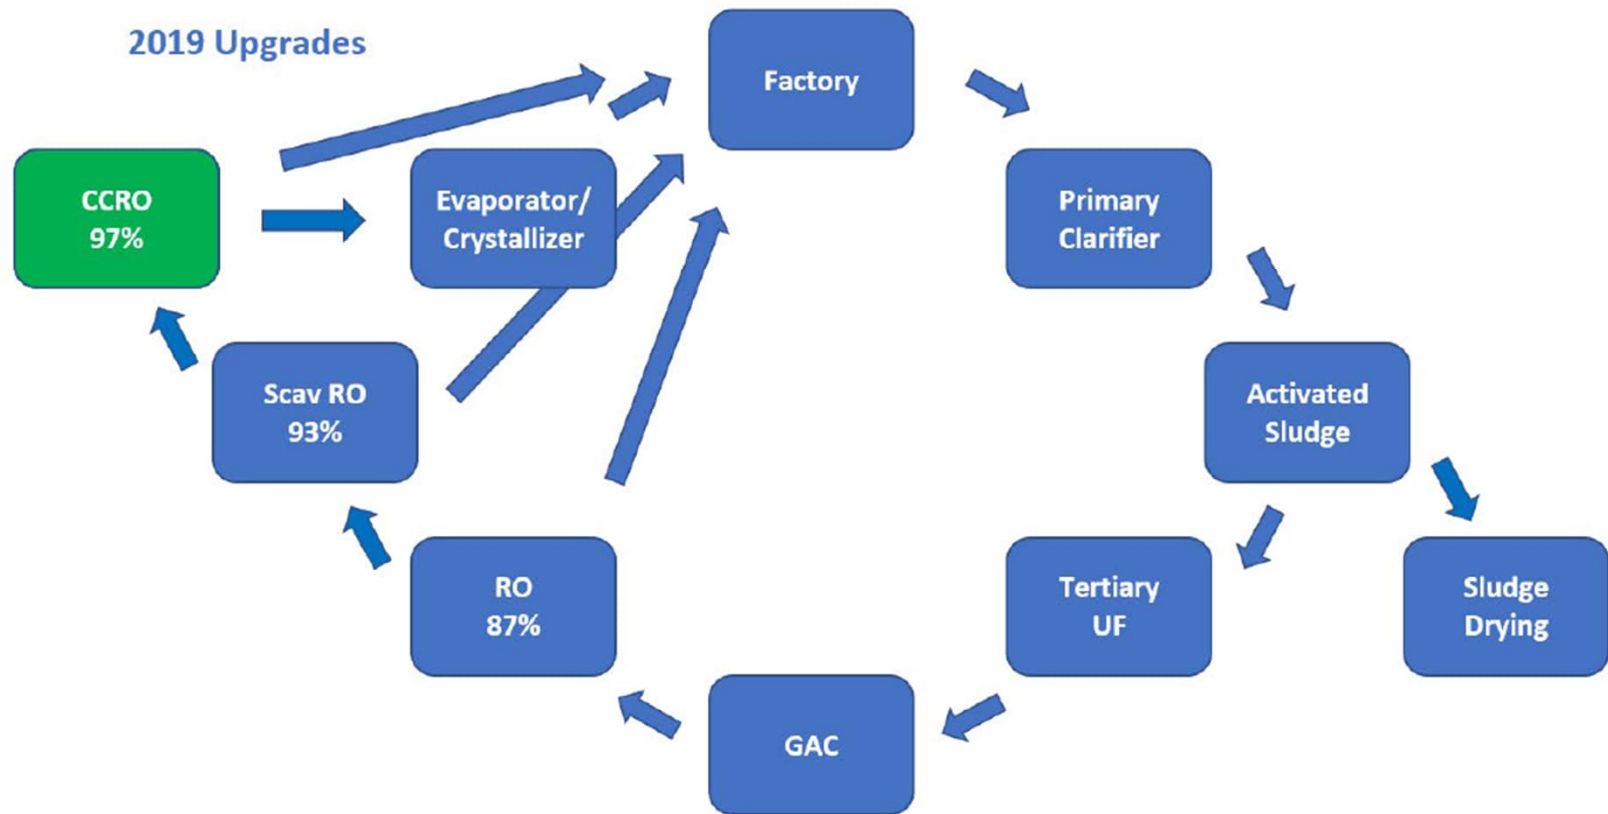 2019 Upgrades
Factory
CCRO
97%
Evaporator/
Crystallizer
Primary
Clarifier
Scav RO
93%
Activated
Sludge
RO
87%
Tertiary
UF
Sludge
Drying
GAC